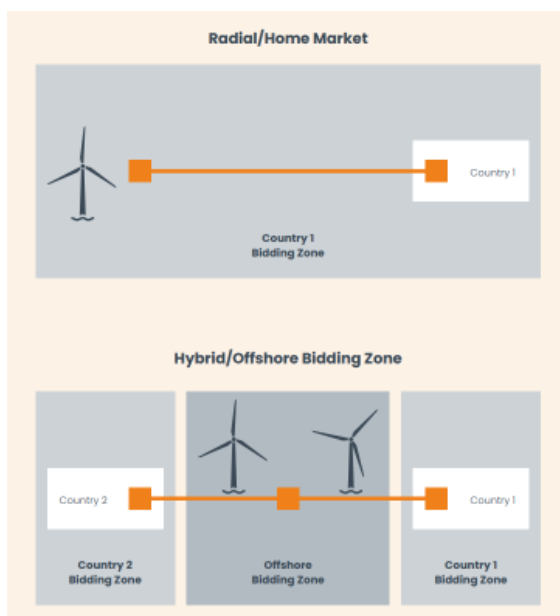 Radial/Home Market
Country 1
Country 1
Bidding Zone
Hybrid/Offshore Bidding Zone
Country 2
Country 1
Country 2
Bidding Zone
Offshore
Bidding Zone
Country 1
Bidding Zone